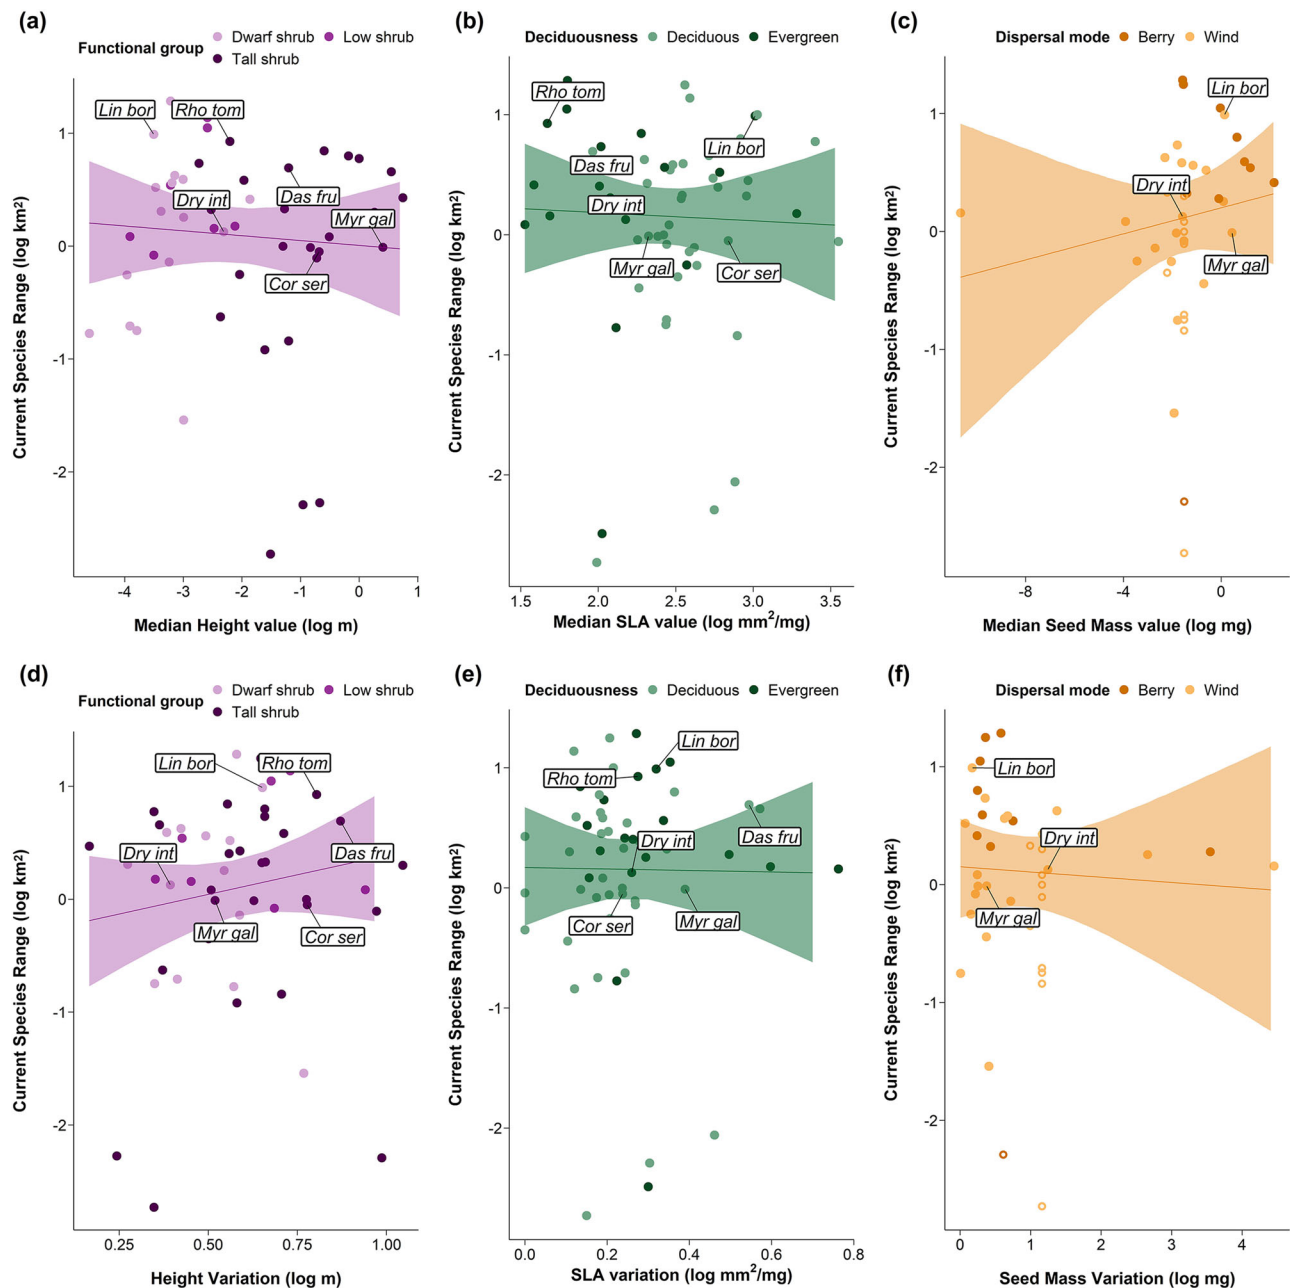 (a)
Functional group Dwarf shrub Low shrub
Tall shrub
Current Species Range (log km²)
1
0
-1
-2
Lin bor
Rho tom
Dry int
Das fru
Myr gal
Cor ser
-4 -3 -2 -1 0 1
Median Height value (log m)
(b)
Deciduousness Deciduous Evergreen
Current Species Range (log km²)
1
0
-1
-2
Rho tom
Lin bor
Das fru
Dry int
Myr gal
Cor ser
1.5 2.0 2.5 3.0 3.5
Median SLA value (log mm²/mg)
(c)
Dispersal mode Berry Wind
Current Species Range (log km²)
1
0
-1
-2
Lin bor
Dry int
Myr gal
-8 -4 0
Median Seed Mass value (log mg)
(d)
Functional group Dwarf shrub Low shrub
Tall shrub
Current Species Range (log km²)
1
0
-1
-2
Lin bor
Rho tom
Dry int
Das fru
Myr gal
Cor ser
0.25 0.50 0.75 1.00
Height Variation (log m)
(e)
Deciduousness Deciduous Evergreen
Current Species Range (log km²)
1
0
-1
-2
Lin bor
Rho tom
Das fru
Dry int
Cor ser
Myr gal
0.0 0.2 0.4 0.6 0.8
SLA variation (log mm²/mg)
(f)
Dispersal mode Berry Wind
Current Species Range (log km²)
1
0
-1
-2
Lin bor
Dry int
Myr gal
0 1 2 3 4
Seed Mass Variation (log mg)